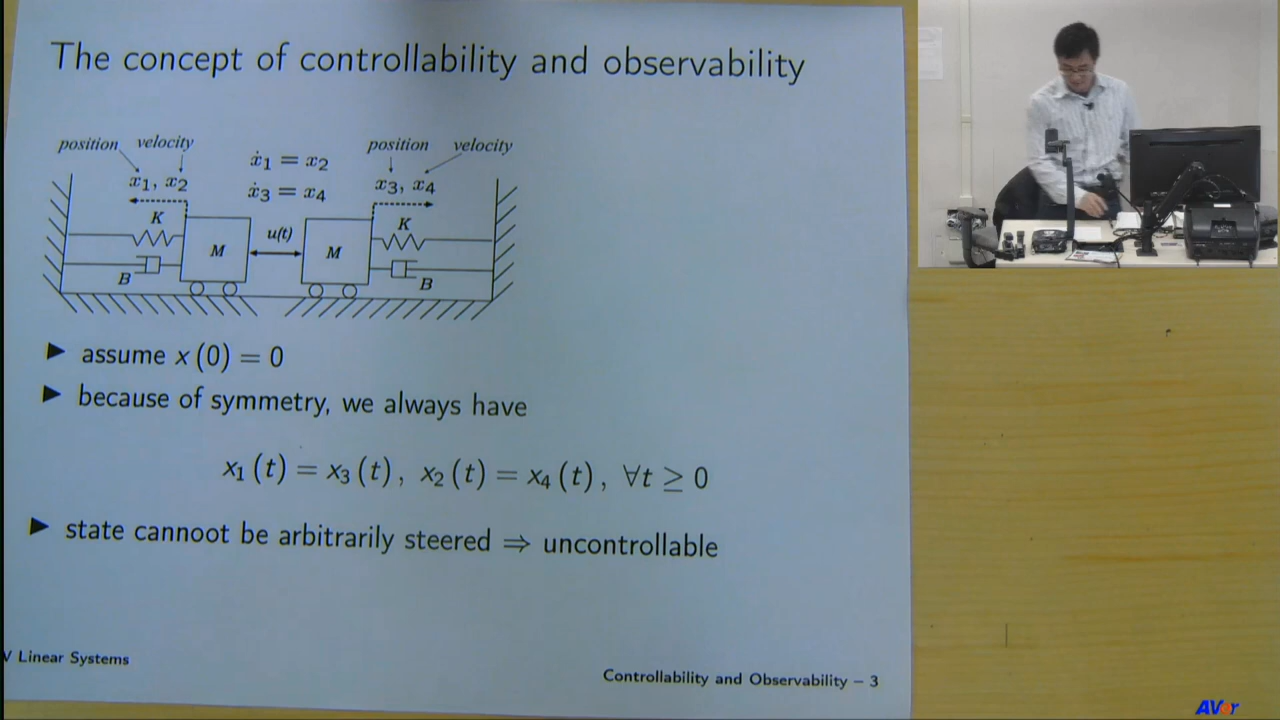 The concept of controllability and observability
position velocity
position velocity
ẋ1 = x2
ẋ3 = x4
x1, x2
x3, x4
K
K
u(t)
M
M
B
B
▶ assume x (0) = 0
▶ because of symmetry, we always have
x1 (t) = x3 (t) , x2 (t) = x4 (t) , ∀t ≥ 0
▶ state cannoot be arbitrarily steered ⇒ uncontrollable
V Linear Systems
Controllability and Observability – 3
AVer